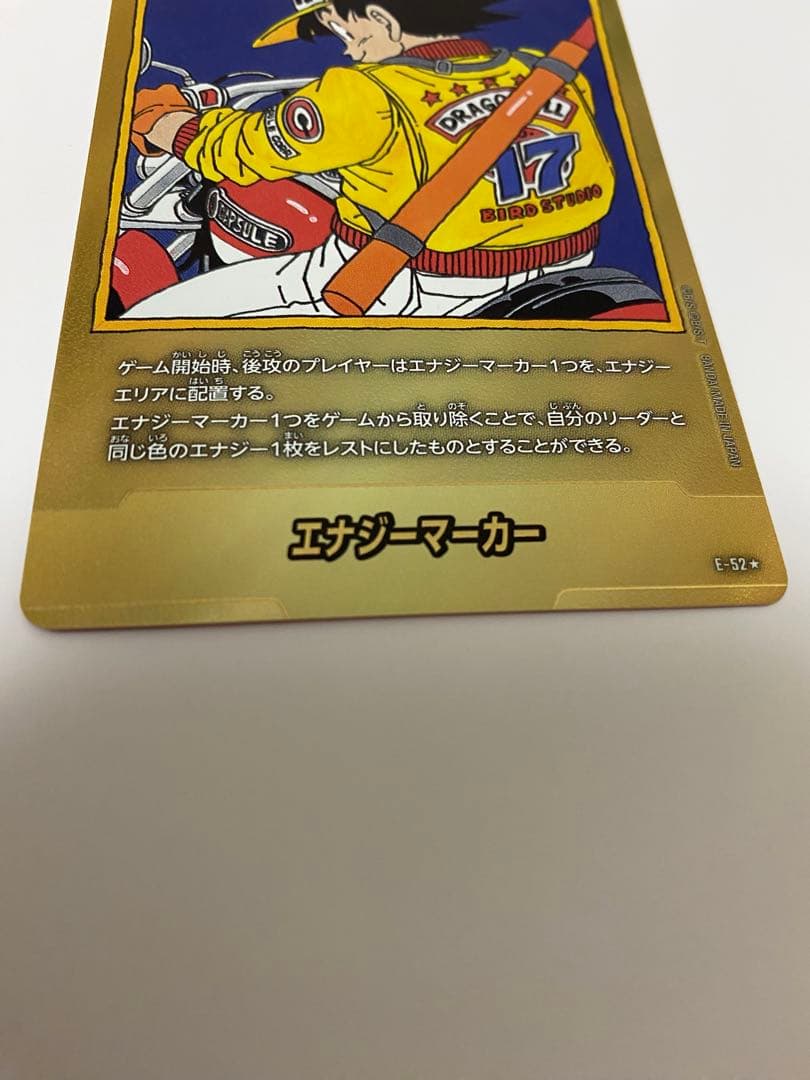 DRAGO
17
BIRD STUDIO
C
CAPSULE
ゲーム開始時、後攻のプレイヤーはエナジーマーカー1つを、エナジー
エリアに配置する。
エナジーマーカー1つをゲームから取り除くことで、自分のリーダーと
同じ色のエナジー1枚をレストにしたものとすることができる。
エナジーマーカー
E-52★
BANDAI MADE IN JAPAN